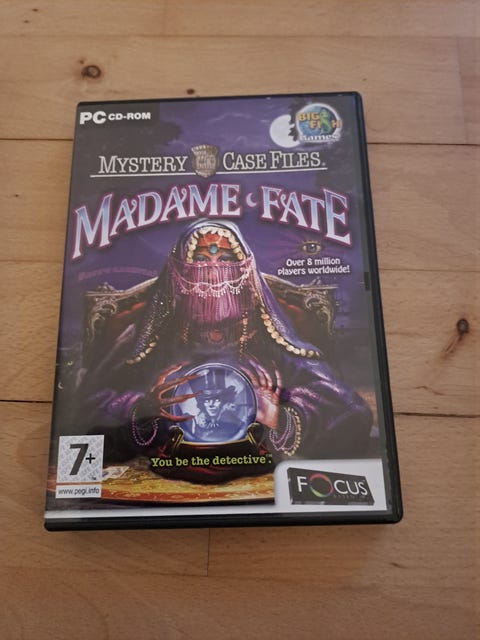 PC CD-ROM
BIG
FISH
Games
MYSTERY CASE FILES®
MADAME FATE
Over 8 million
players worldwide!
You be the detective.™
7+
www.pegi.info
FOCUS